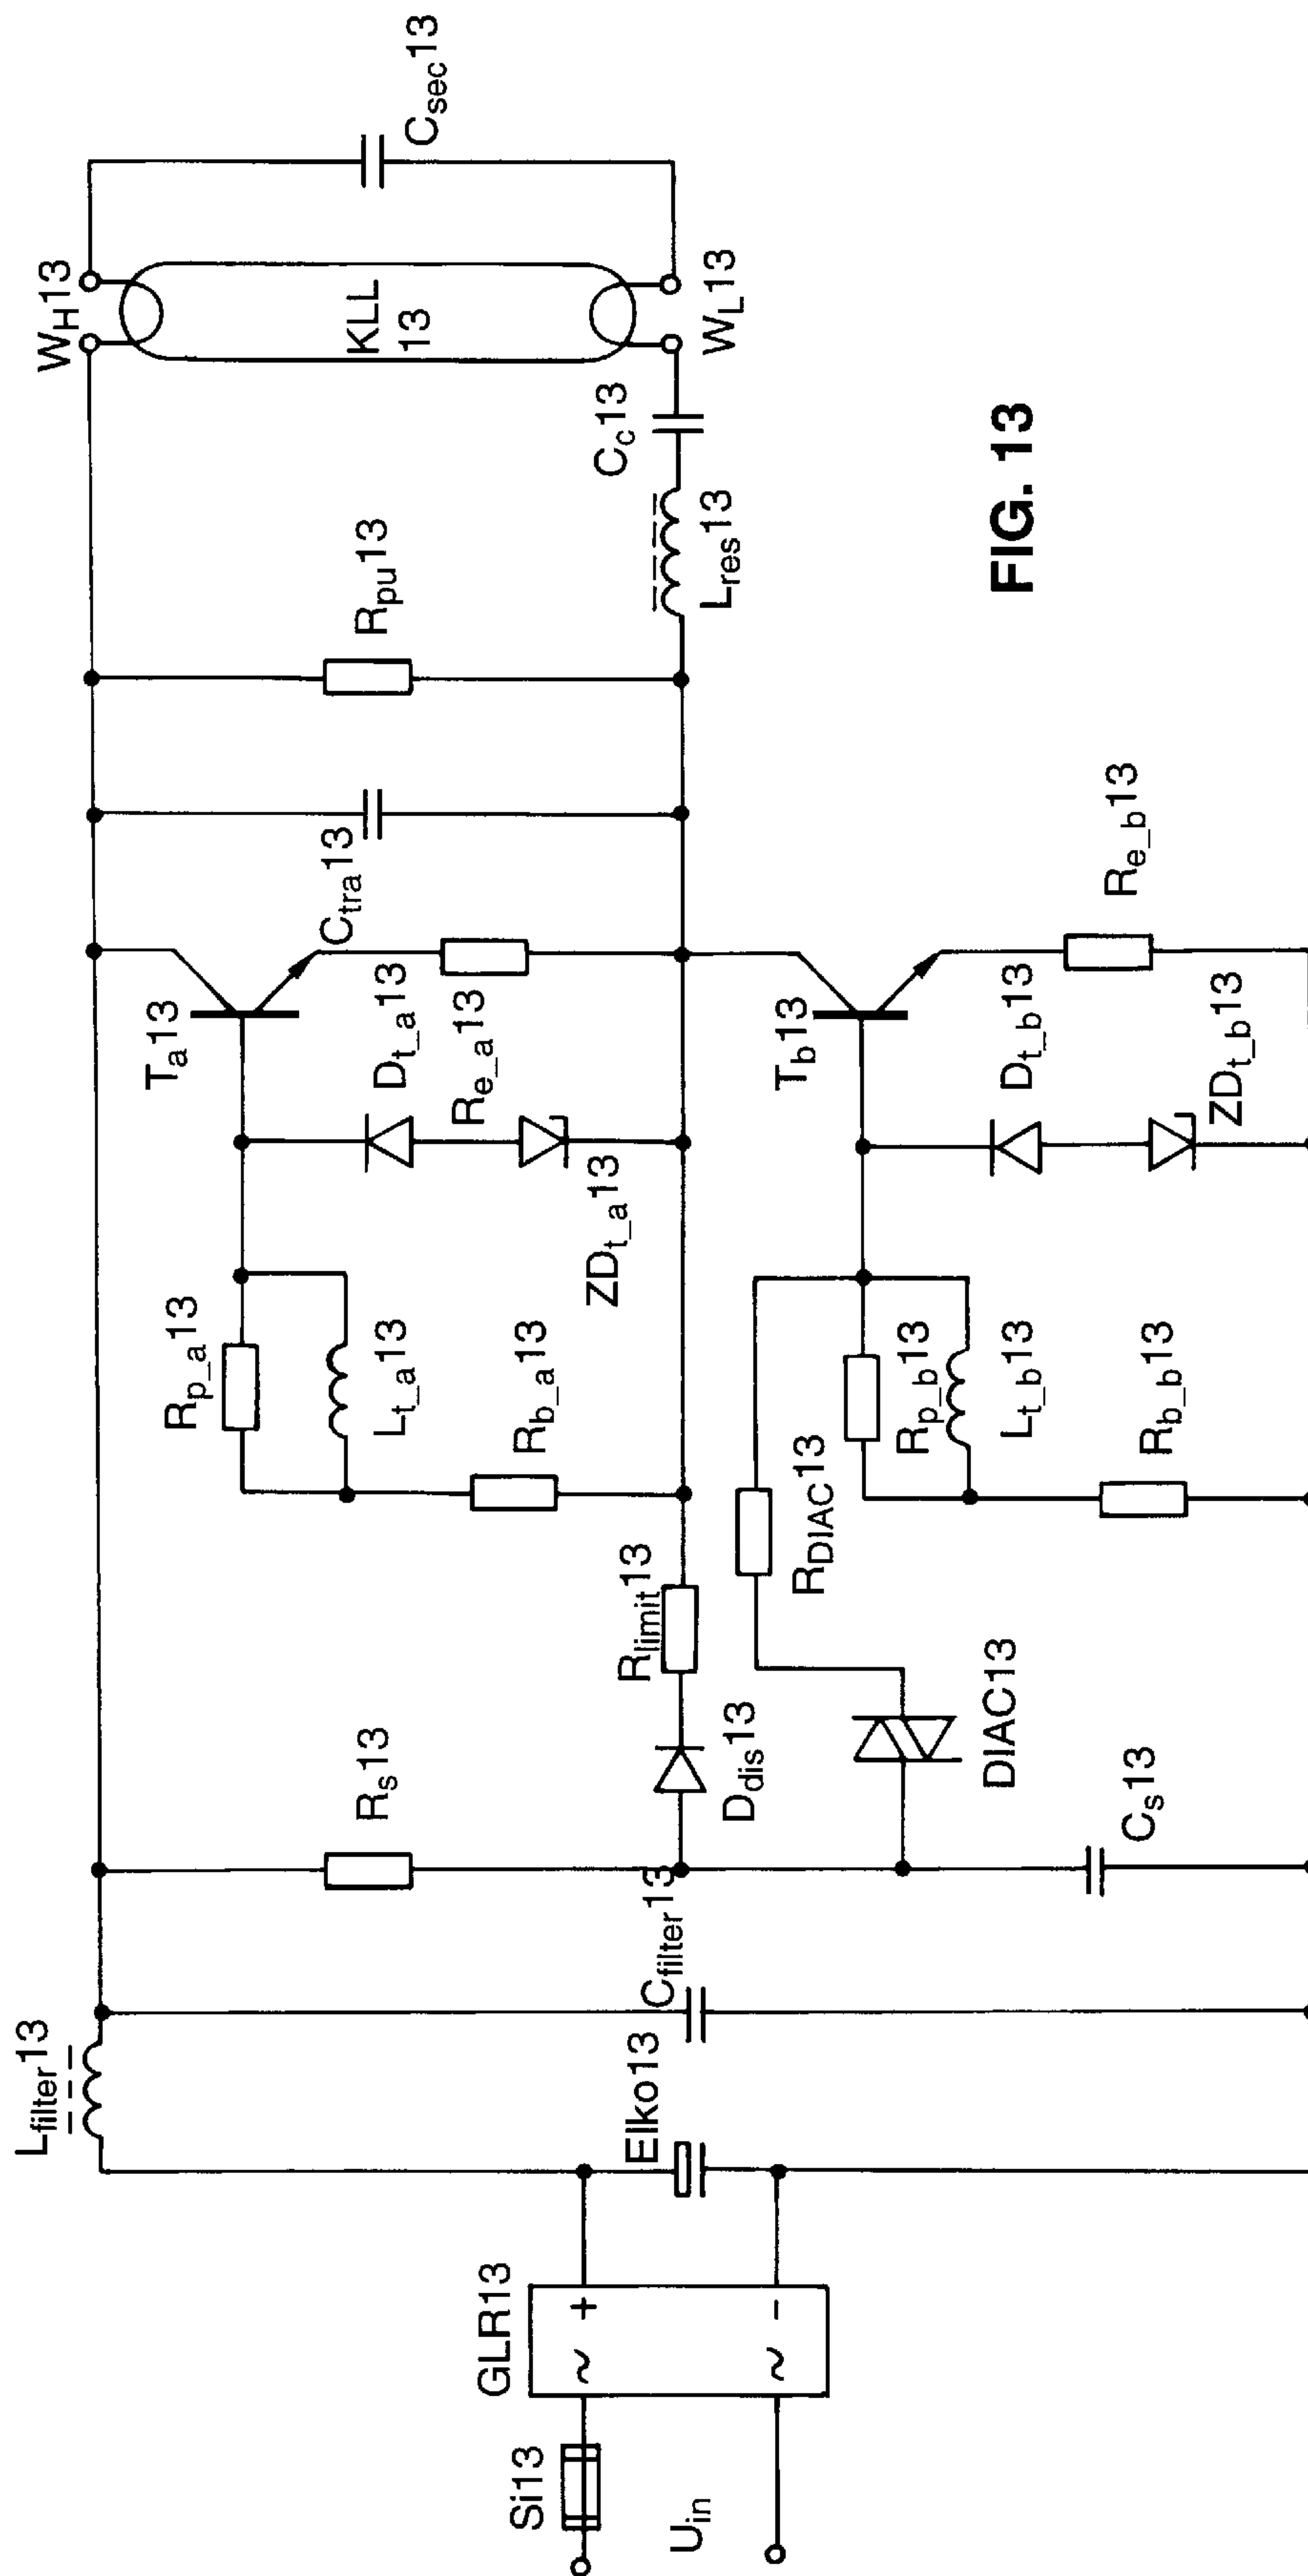 Si13
U_in
GLR13
~ +
~ -
L_filter13
Elko13
C_filter13
R_s13
D_dis13
R_limit13
DIAC13
C_s13
R_DIAC13
R_p_a13
L_t_a13
R_b_a13
R_p_b13
L_t_b13
R_b_b13
T_a13
D_t_a13
R_e_a13
ZD_t_a13
C_tra13
T_b13
D_t_b13
ZD_t_b13
R_e_b13
R_pu13
L_res13
C_c13
W_H13
KLL
13
W_L13
C_sec13
FIG. 13